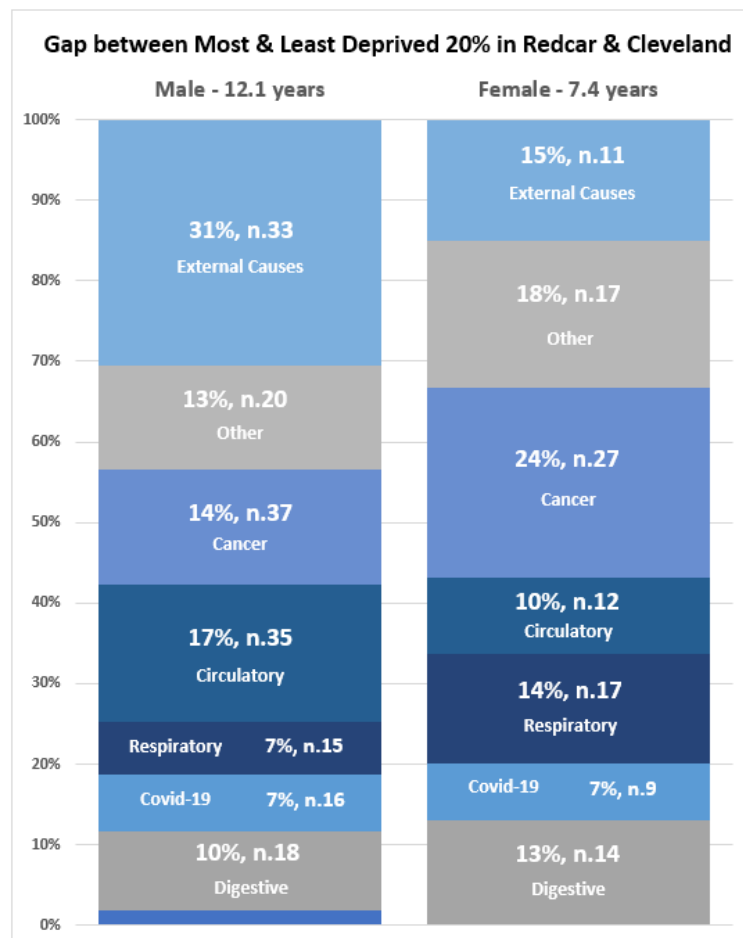 Gap between Most & Least Deprived 20% in Redcar & Cleveland
Male - 12.1 years
Female - 7.4 years
100%
90%
80%
70%
60%
50%
40%
30%
20%
10%
0%
31%, n.33
External Causes
13%, n.20
Other
14%, n.37
Cancer
17%, n.35
Circulatory
Respiratory 7%, n.15
Covid-19 7%, n.16
10%, n.18
Digestive
15%, n.11
External Causes
18%, n.17
Other
24%, n.27
Cancer
10%, n.12
Circulatory
14%, n.17
Respiratory
Covid-19 7%, n.9
13%, n.14
Digestive